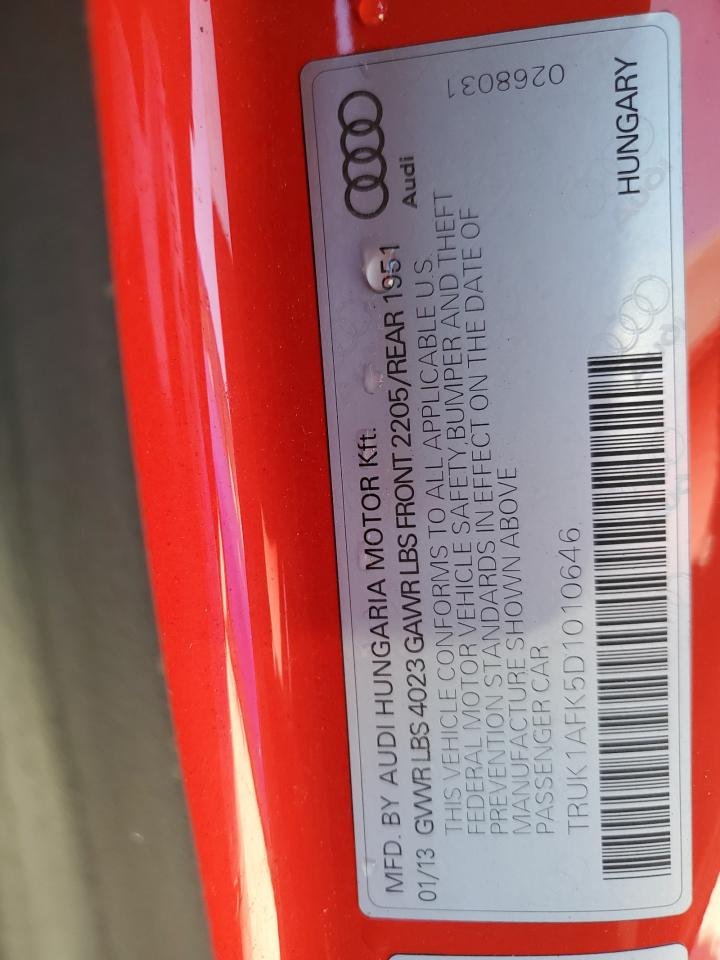 MFD. BY AUDI HUNGARIA MOTOR Kft.
01/13 GVWR LBS 4023 GAWR LBS FRONT 2205/REAR 1951
THIS VEHICLE CONFORMS TO ALL APPLICABLE U.S.
FEDERAL MOTOR VEHICLE SAFETY, BUMPER AND THEFT
PREVENTION STANDARDS IN EFFECT ON THE DATE OF
MANUFACTURE SHOWN ABOVE
PASSENGER CAR
TRUK1AFK5D1010646
Audi
0268031
HUNGARY